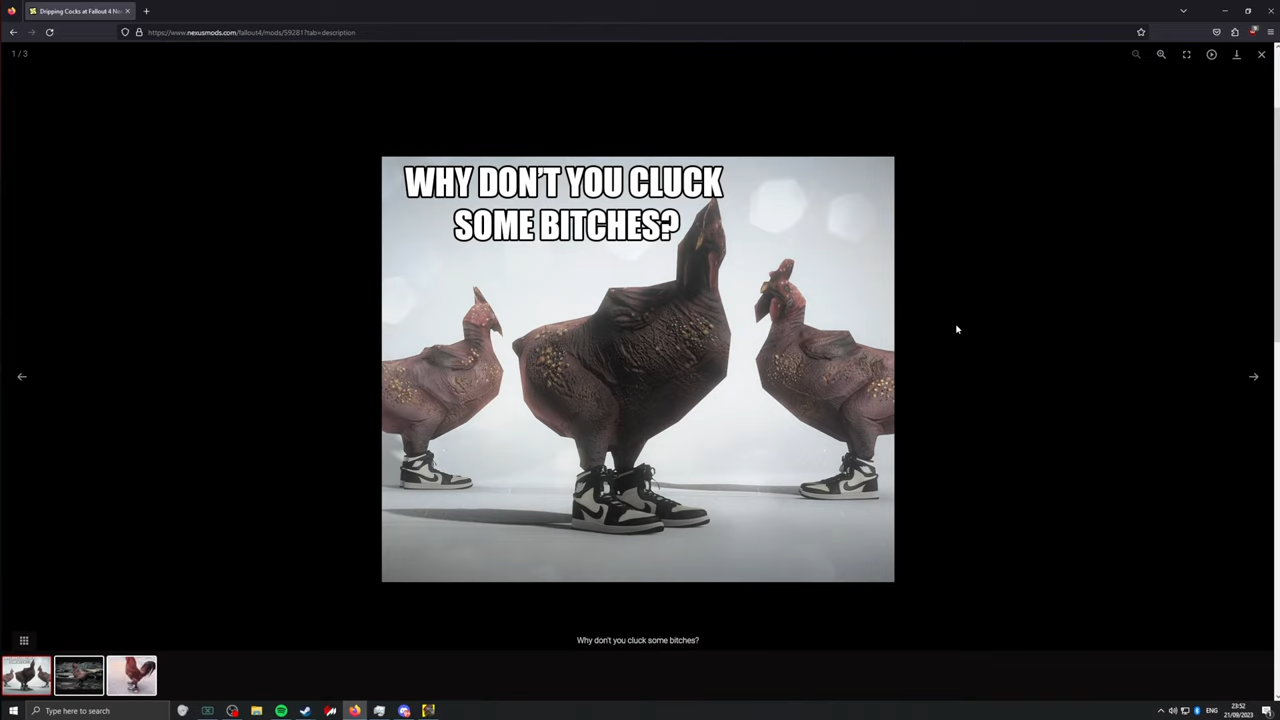 Dripping Cocks at Fallout 4 Ne
https://www.nexusmods.com/fallout4/mods/59281?tab=description
1 / 3
WHY DON'T YOU CLUCK
SOME BITCHES?
Why don't you cluck some bitches?
Type here to search
ENG
23:52
21/09/2023